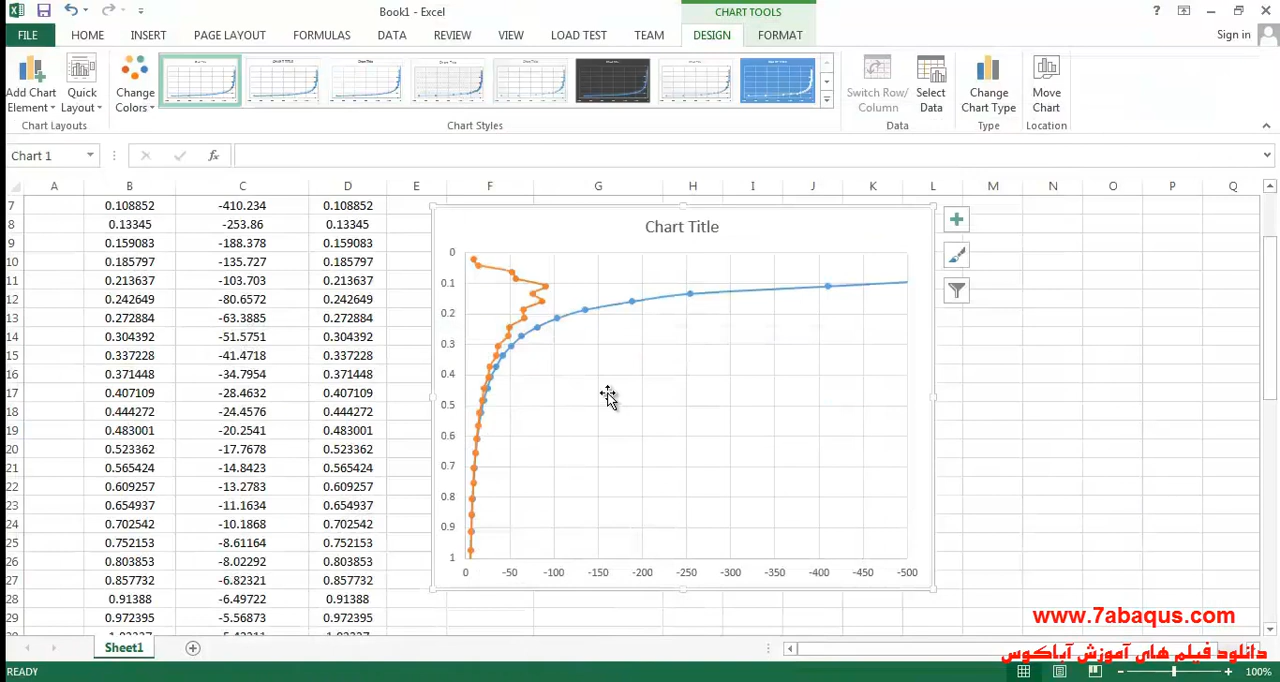 Book1 - Excel
CHART TOOLS
?
FILE HOME INSERT PAGE LAYOUT FORMULAS DATA REVIEW VIEW LOAD TEST TEAM DESIGN FORMAT Sign in
Add Chart Element
Quick Layout
Change Colors
Switch Row/ Column
Select Data
Change Chart Type
Move Chart
Chart Layouts Chart Styles Data Type Location
Chart 1 fx
A B C D E F G H I J K L M N O P Q
7 0.108852 -410.234 0.108852
8 0.13345 -253.86 0.13345
9 0.159083 -188.378 0.159083
10 0.185797 -135.727 0.185797
11 0.213637 -103.703 0.213637
12 0.242649 -80.6572 0.242649
13 0.272884 -63.3885 0.272884
14 0.304392 -51.5751 0.304392
15 0.337228 -41.4718 0.337228
16 0.371448 -34.7954 0.371448
17 0.407109 -28.4632 0.407109
18 0.444272 -24.4576 0.444272
19 0.483001 -20.2541 0.483001
20 0.523362 -17.7678 0.523362
21 0.565424 -14.8423 0.565424
22 0.609257 -13.2783 0.609257
23 0.654937 -11.1634 0.654937
24 0.702542 -10.1868 0.702542
25 0.752153 -8.61164 0.752153
26 0.803853 -8.02292 0.803853
27 0.857732 -6.82321 0.857732
28 0.91388 -6.49722 0.91388
29 0.972395 -5.56873 0.972395
Chart Title
0
0.1
0.2
0.3
0.4
0.5
0.6
0.7
0.8
0.9
1
0 -50 -100 -150 -200 -250 -300 -350 -400 -450 -500
www.7abaqus.com
دانلود فیلم های آموزش آباکوس
Sheet1
READY
100%